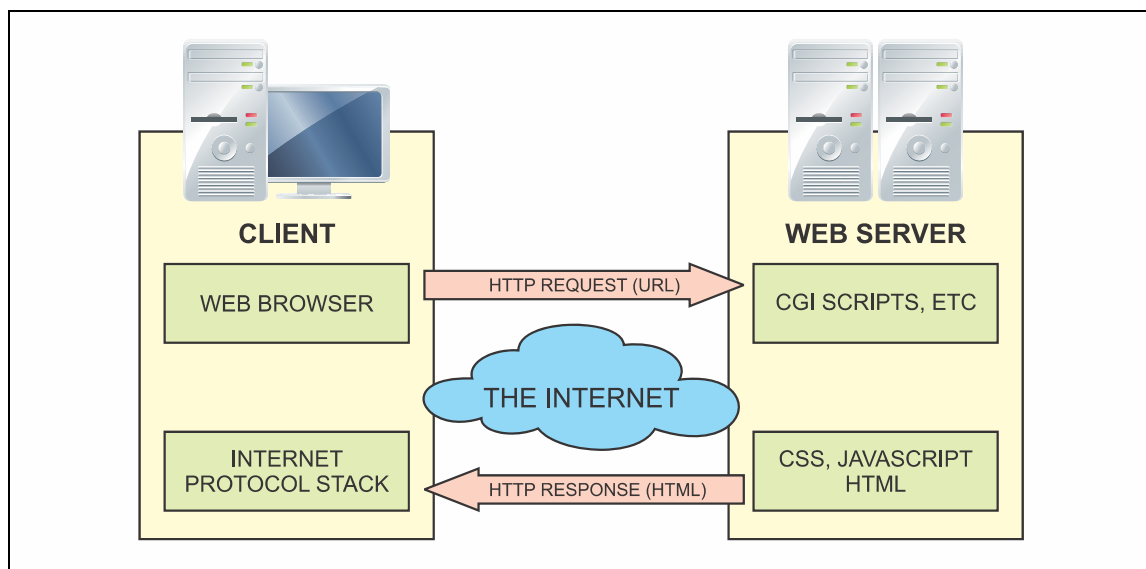 CLIENT
WEB SERVER
WEB BROWSER
HTTP REQUEST (URL)
CGI SCRIPTS, ETC
THE INTERNET
INTERNET
PROTOCOL STACK
HTTP RESPONSE (HTML)
CSS, JAVASCRIPT
HTML